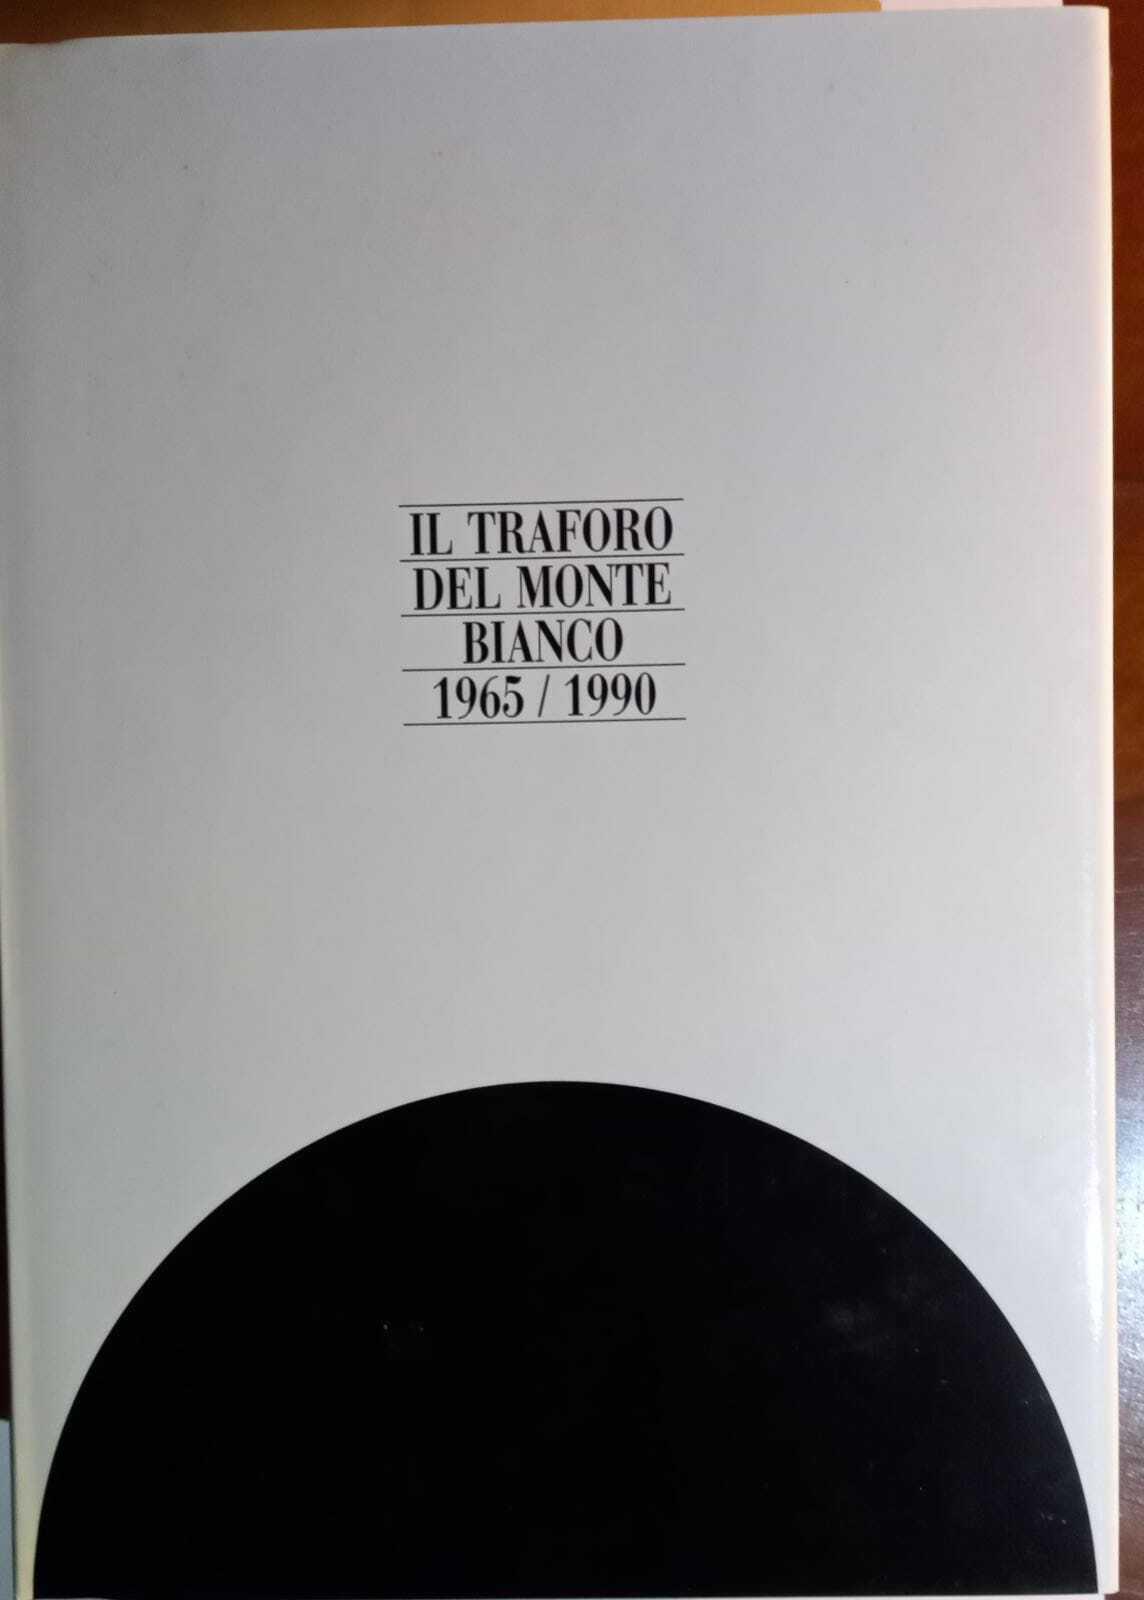 IL TRAFORO
DEL MONTE
BIANCO
1965 / 1990